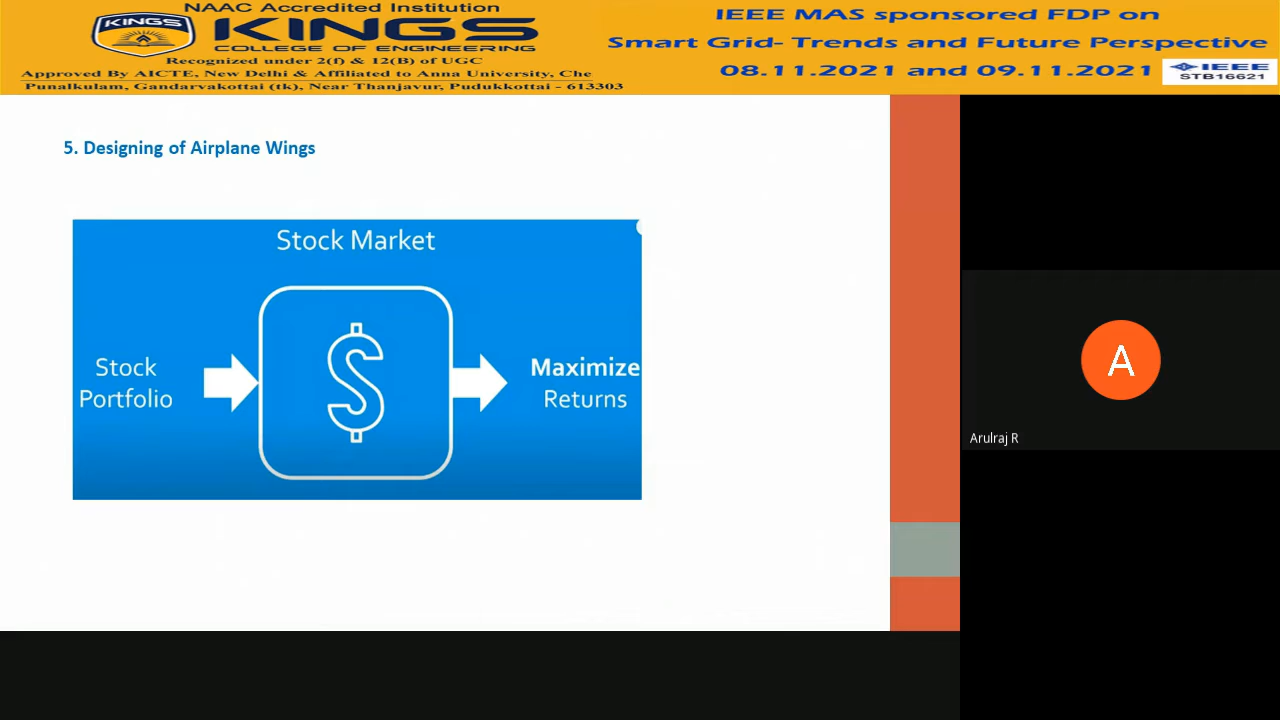 NAAC Accredited Institution
KINGS
KINGS
COLLEGE OF ENGINEERING
Recognized under 2(f) & 12(B) of UGC
Approved By AICTE, New Delhi & Affiliated to Anna University, Che
Punalkulam, Gandarvakottai (tk), Near Thanjavur, Pudukkottai - 613303
IEEE MAS sponsored FDP on
Smart Grid- Trends and Future Perspective
08.11.2021 and 09.11.2021
IEEE
STB16621
5. Designing of Airplane Wings
Stock Market
Stock
Portfolio
$
Maximize
Returns
A
Arulraj R